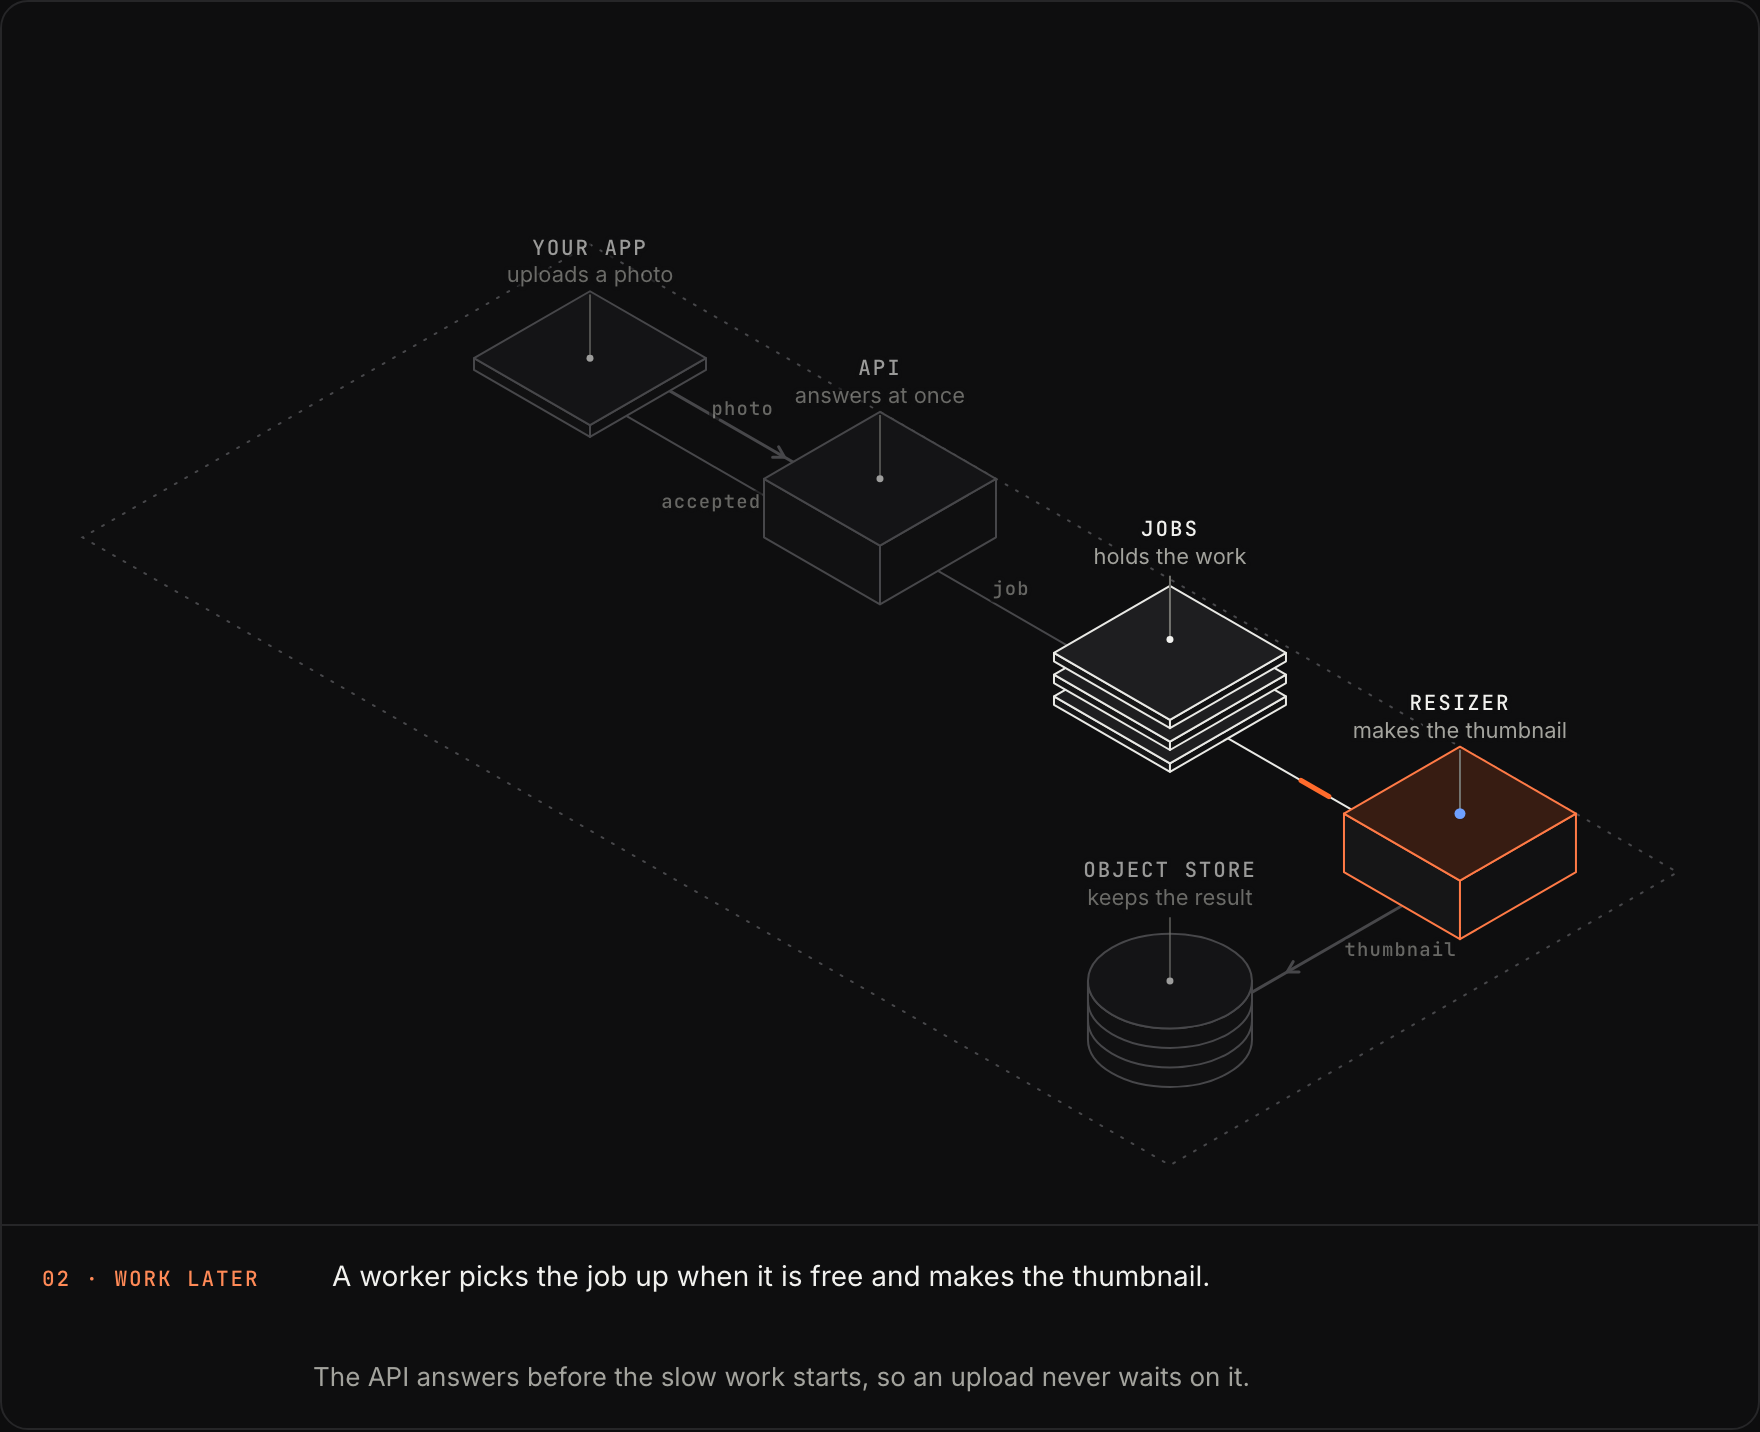 YOUR APP
uploads a photo
API
answers at once
photo
accepted
JOBS
holds the work
job
RESIZER
makes the thumbnail
OBJECT STORE
keeps the result
thumbnail
02 · WORK LATER
A worker picks the job up when it is free and makes the thumbnail.
The API answers before the slow work starts, so an upload never waits on it.